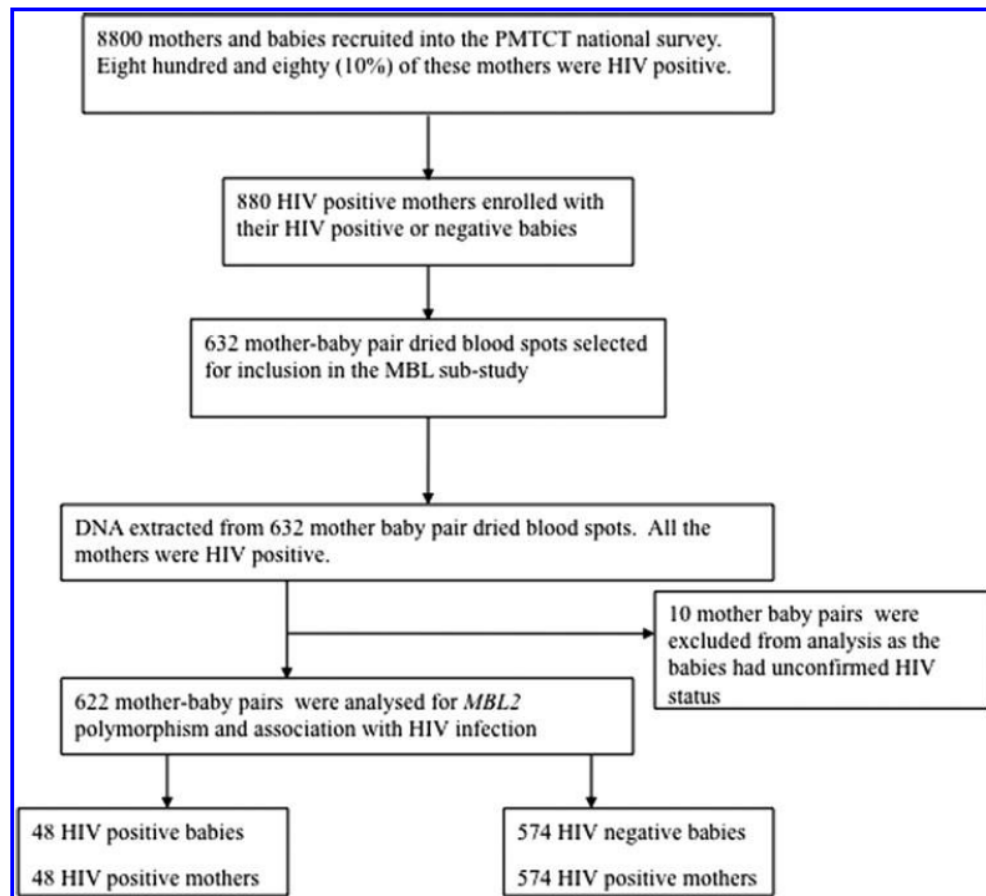 8800 mothers and babies recruited into the PMTCT national survey.
Eight hundred and eighty (10%) of these mothers were HIV positive.
880 HIV positive mothers enrolled with
their HIV positive or negative babies
632 mother-baby pair dried blood spots selected
for inclusion in the MBL sub-study
DNA extracted from 632 mother baby pair dried blood spots. All the
mothers were HIV positive.
10 mother baby pairs were
excluded from analysis as the
babies had unconfirmed HIV
status
622 mother-baby pairs were analysed for MBL2
polymorphism and association with HIV infection
48 HIV positive babies
48 HIV positive mothers
574 HIV negative babies
574 HIV positive mothers